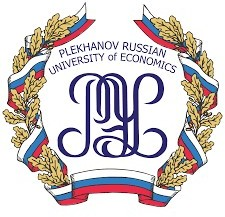 PLEKHANOV RUSSIAN
UNIVERSITY of ECONOMICS